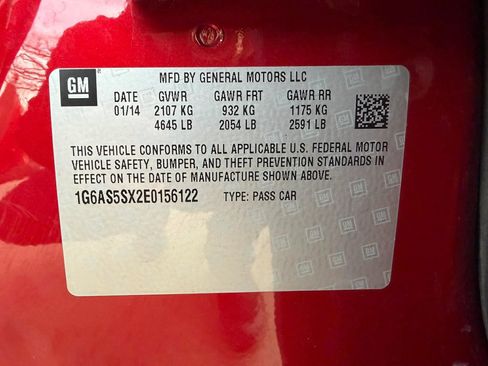 GM
MFD BY GENERAL MOTORS LLC
DATE GVWR GAWR FRT GAWR RR
01/14 2107 KG 932 KG 1175 KG
4645 LB 2054 LB 2591 LB
THIS VEHICLE CONFORMS TO ALL APPLICABLE U.S. FEDERAL MOTOR
VEHICLE SAFETY, BUMPER, AND THEFT PREVENTION STANDARDS IN
EFFECT ON THE DATE OF MANUFACTURE SHOWN ABOVE.
1G6AS5SX2E0156122 TYPE: PASS CAR